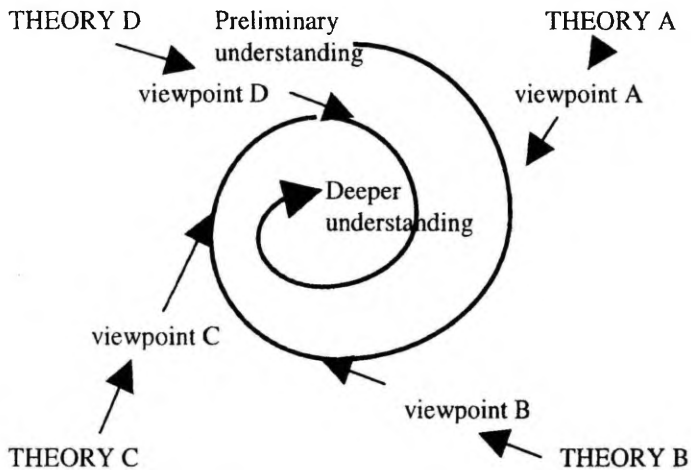 THEORY D
Preliminary
understanding
THEORY A
viewpoint D
viewpoint A
Deeper
understanding
viewpoint C
viewpoint B
THEORY C
THEORY B